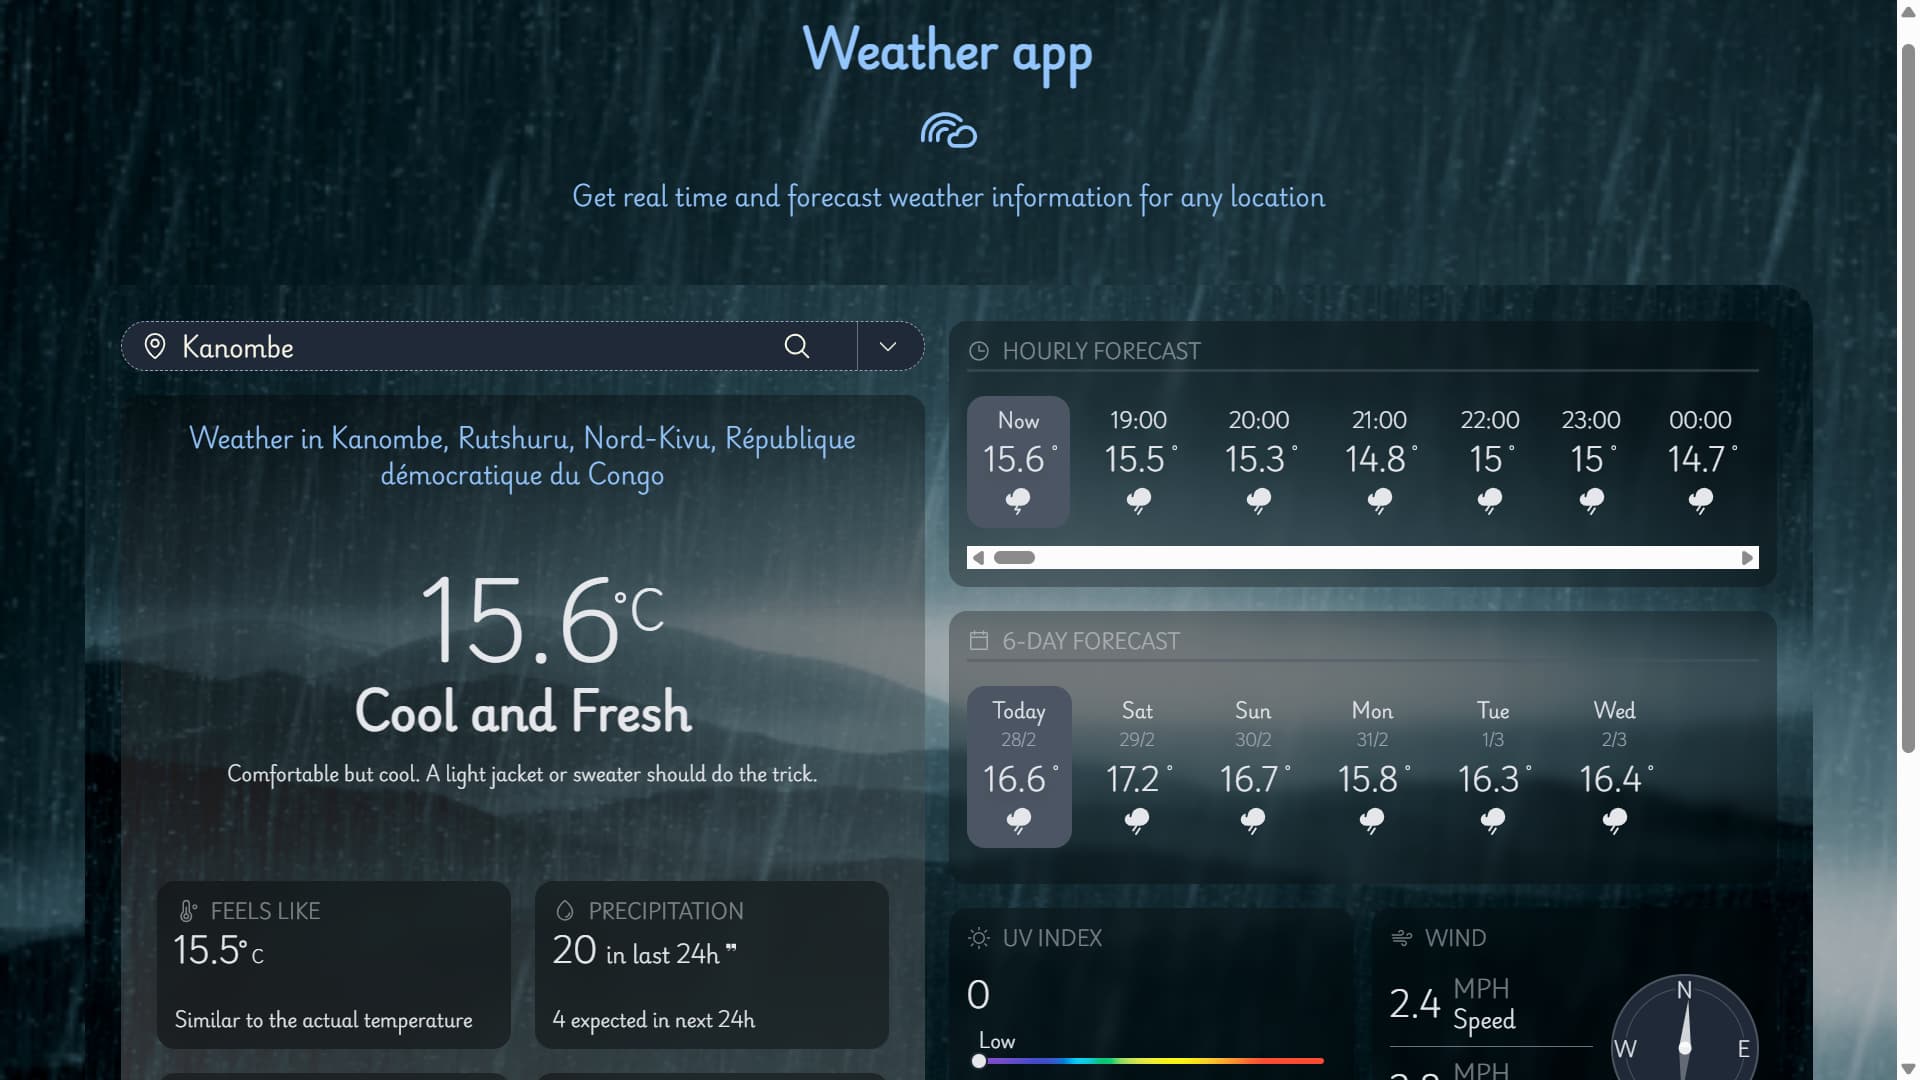 Weather app
Get real time and forecast weather information for any location
Kanombe
Weather in Kanombe, Rutshuru, Nord-Kivu, République
démocratique du Congo
15.6°C
Cool and Fresh
Comfortable but cool. A light jacket or sweater should do the trick.
FEELS LIKE
15.5°C
Similar to the actual temperature
PRECIPITATION
20 in last 24h "
4 expected in next 24h
HOURLY FORECAST
Now 19:00 20:00 21:00 22:00 23:00 00:00
15.6° 15.5° 15.3° 14.8° 15° 15° 14.7°
6-DAY FORECAST
Today Sat Sun Mon Tue Wed
28/2 29/2 30/2 31/2 1/3 2/3
16.6° 17.2° 16.7° 15.8° 16.3° 16.4°
UV INDEX
0
Low
WIND
2.4 MPH
Speed
MPH
N
W E